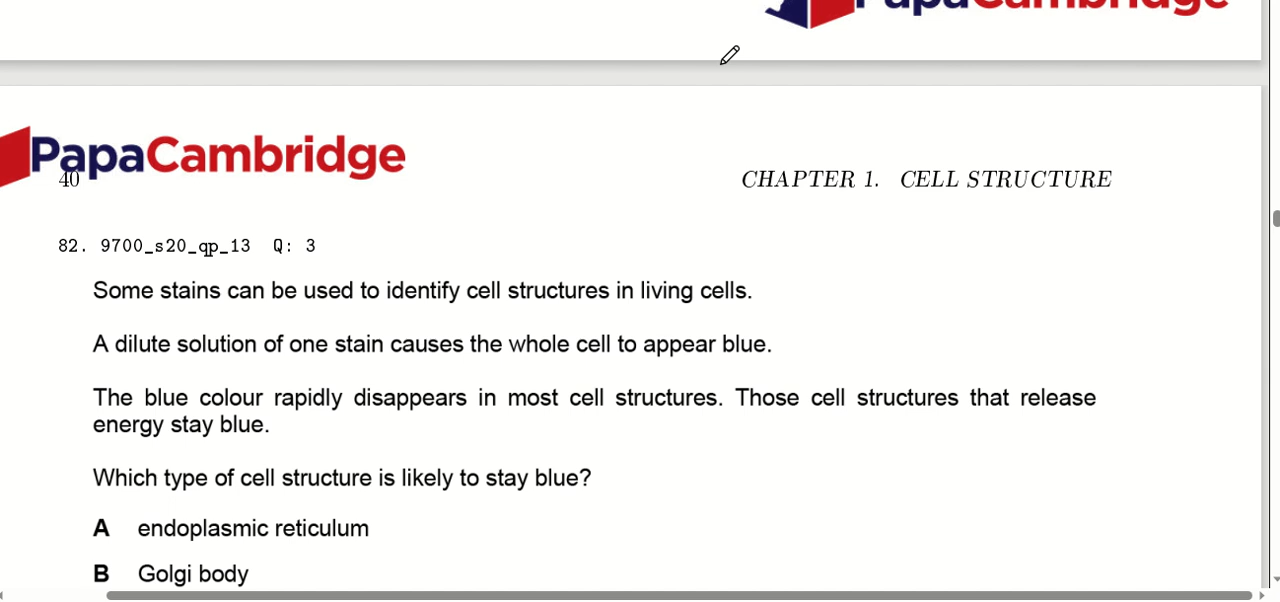 PapaCambridge
PapaCambridge
40
CHAPTER 1. CELL STRUCTURE
82. 9700_s20_qp_13 Q: 3
Some stains can be used to identify cell structures in living cells.
A dilute solution of one stain causes the whole cell to appear blue.
The blue colour rapidly disappears in most cell structures. Those cell structures that release
energy stay blue.
Which type of cell structure is likely to stay blue?
A endoplasmic reticulum
B Golgi body